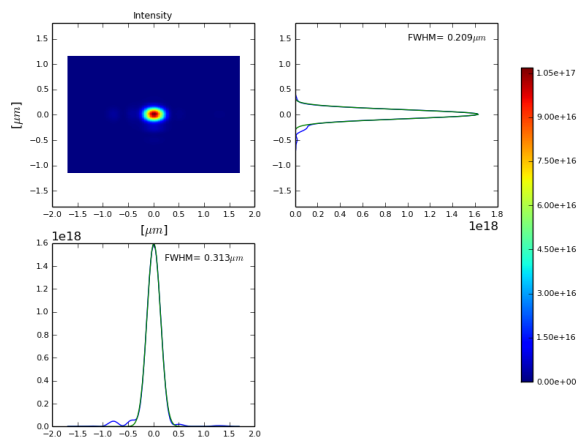 Intensity
1.5
1.0
0.5
0.0
−0.5
−1.0
−1.5
[μm]
−2.0 −1.5 −1.0 −0.5 0.0 0.5 1.0 1.5 2.0
[μm]
FWHM= 0.209μm
1.5
1.0
0.5
0.0
−0.5
−1.0
−1.5
0.0 0.2 0.4 0.6 0.8 1.0 1.2 1.4 1.6 1.8
1e18
1.05e+17
9.00e+16
7.50e+16
6.00e+16
4.50e+16
3.00e+16
1.50e+16
0.00e+00
1e18
FWHM= 0.313μm
1.6
1.4
1.2
1.0
0.8
0.6
0.4
0.2
0.0
−2.0 −1.5 −1.0 −0.5 0.0 0.5 1.0 1.5 2.0